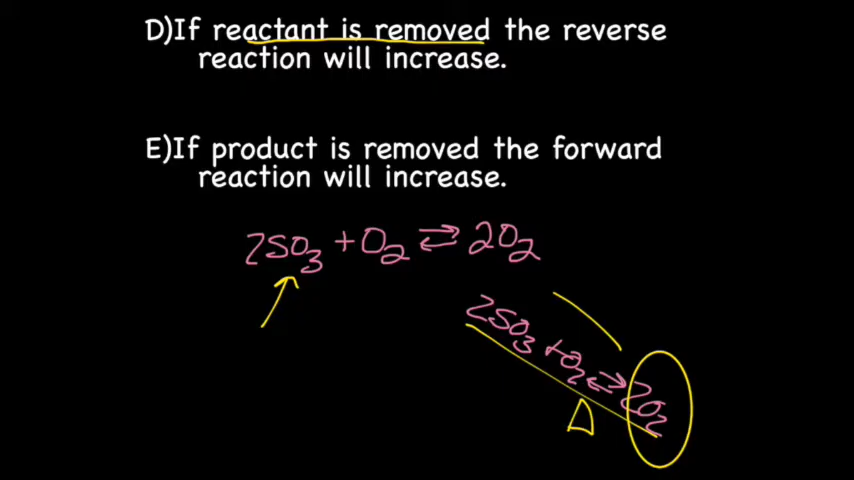 D)If reactant is removed the reverse
reaction will increase.
E)If product is removed the forward
reaction will increase.
2SO₃ + O₂ ⇄ 2O₂
2SO₃ + O₂ ⇄ 2O₂